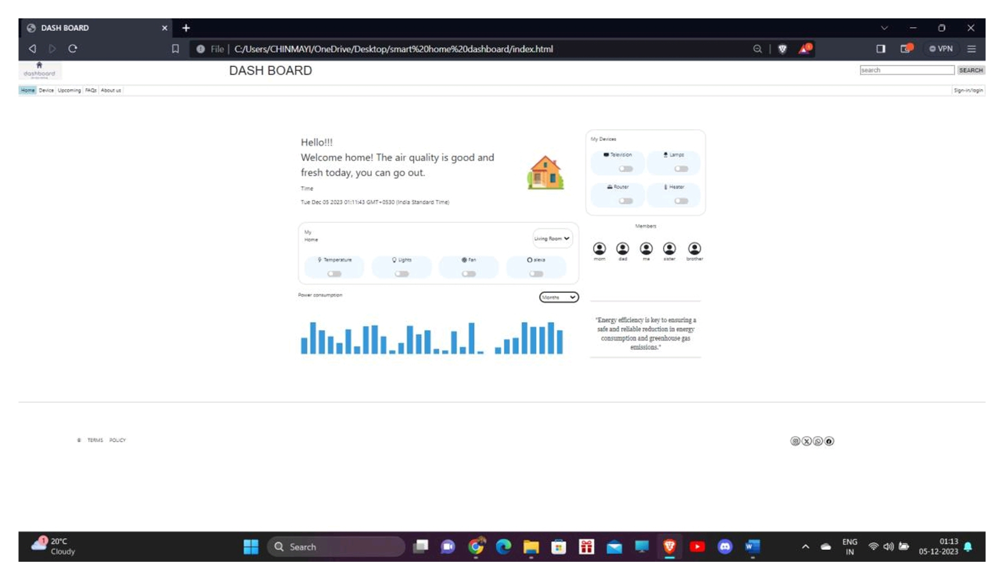 DASH BOARD
File | C:/Users/CHINMAYI/OneDrive/Desktop/smart%20home%20dashboard/index.html
1
VPN
dashboard
DASH BOARD
search
SEARCH
Home Device Upcoming FAQs About us
Sign-in/login
Hello!!!
Welcome home! The air quality is good and
fresh today, you can go out.
Time
Tue Dec 05 2023 01:11:43 GMT+0530 (India Standard Time)
My Devices
Television
Lamps
Router
Heater
My
Home
Living Room
Temperature
Lights
Fan
alexa
Members
mom dad me sister brother
Power consumption
Months
"Energy efficiency is key to ensuring a
safe and reliable reduction in energy
consumption and greenhouse gas
emissions."
© TERMS POLICY
1
20°C
Cloudy
Search
ENG
IN
01:13
05-12-2023